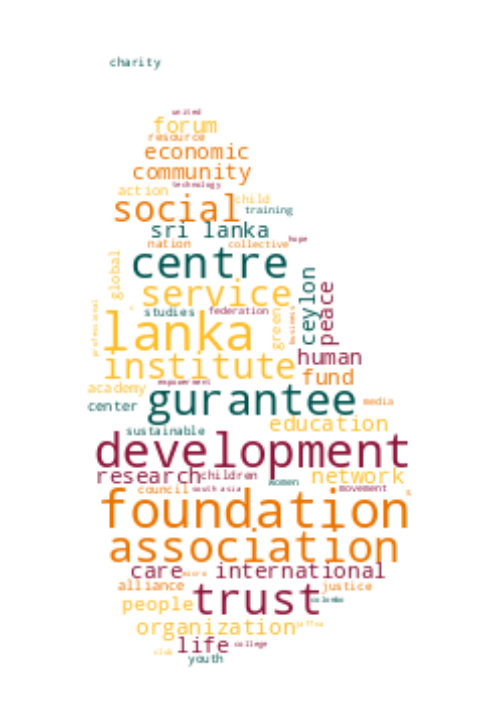 charity
united
forum
resource
economic
community
technology
action child
social training
sri lanka
nation collective hope
centre
global
service
ceylon
peace
professional
studies federation
green
business
lanka
human
institute
fund
empowerment
academy
gurantee media
center
education
sustainable
development
research children network
women
council south asia movement
s
foundation
association
care more international
alliance justice
people trust colombo
organization jaffna
life college
club
youth